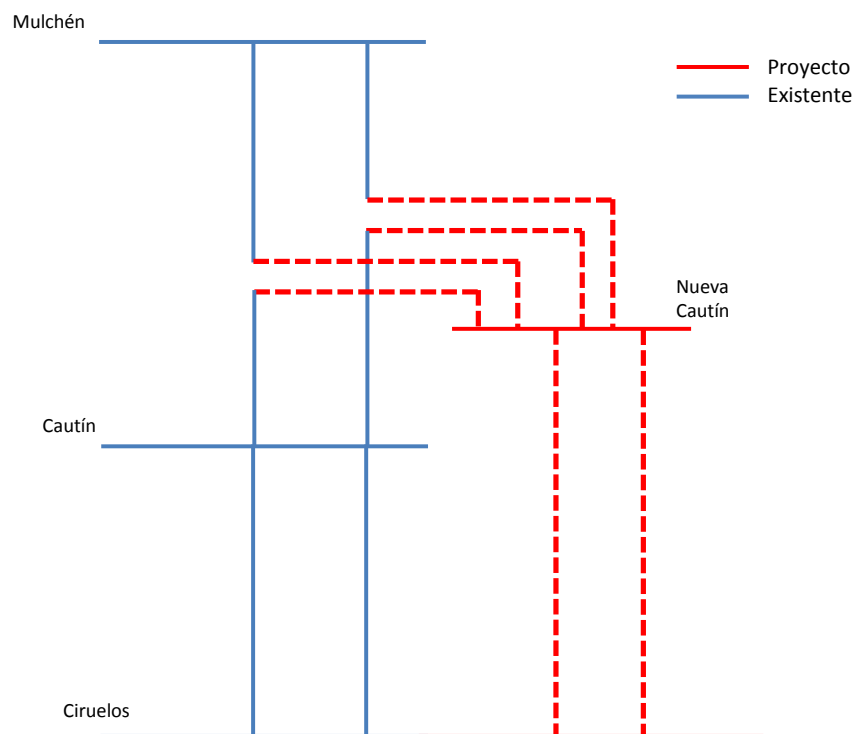 Mulchén
Proyecto
Existente
Nueva
Cautín
Cautín
Ciruelos